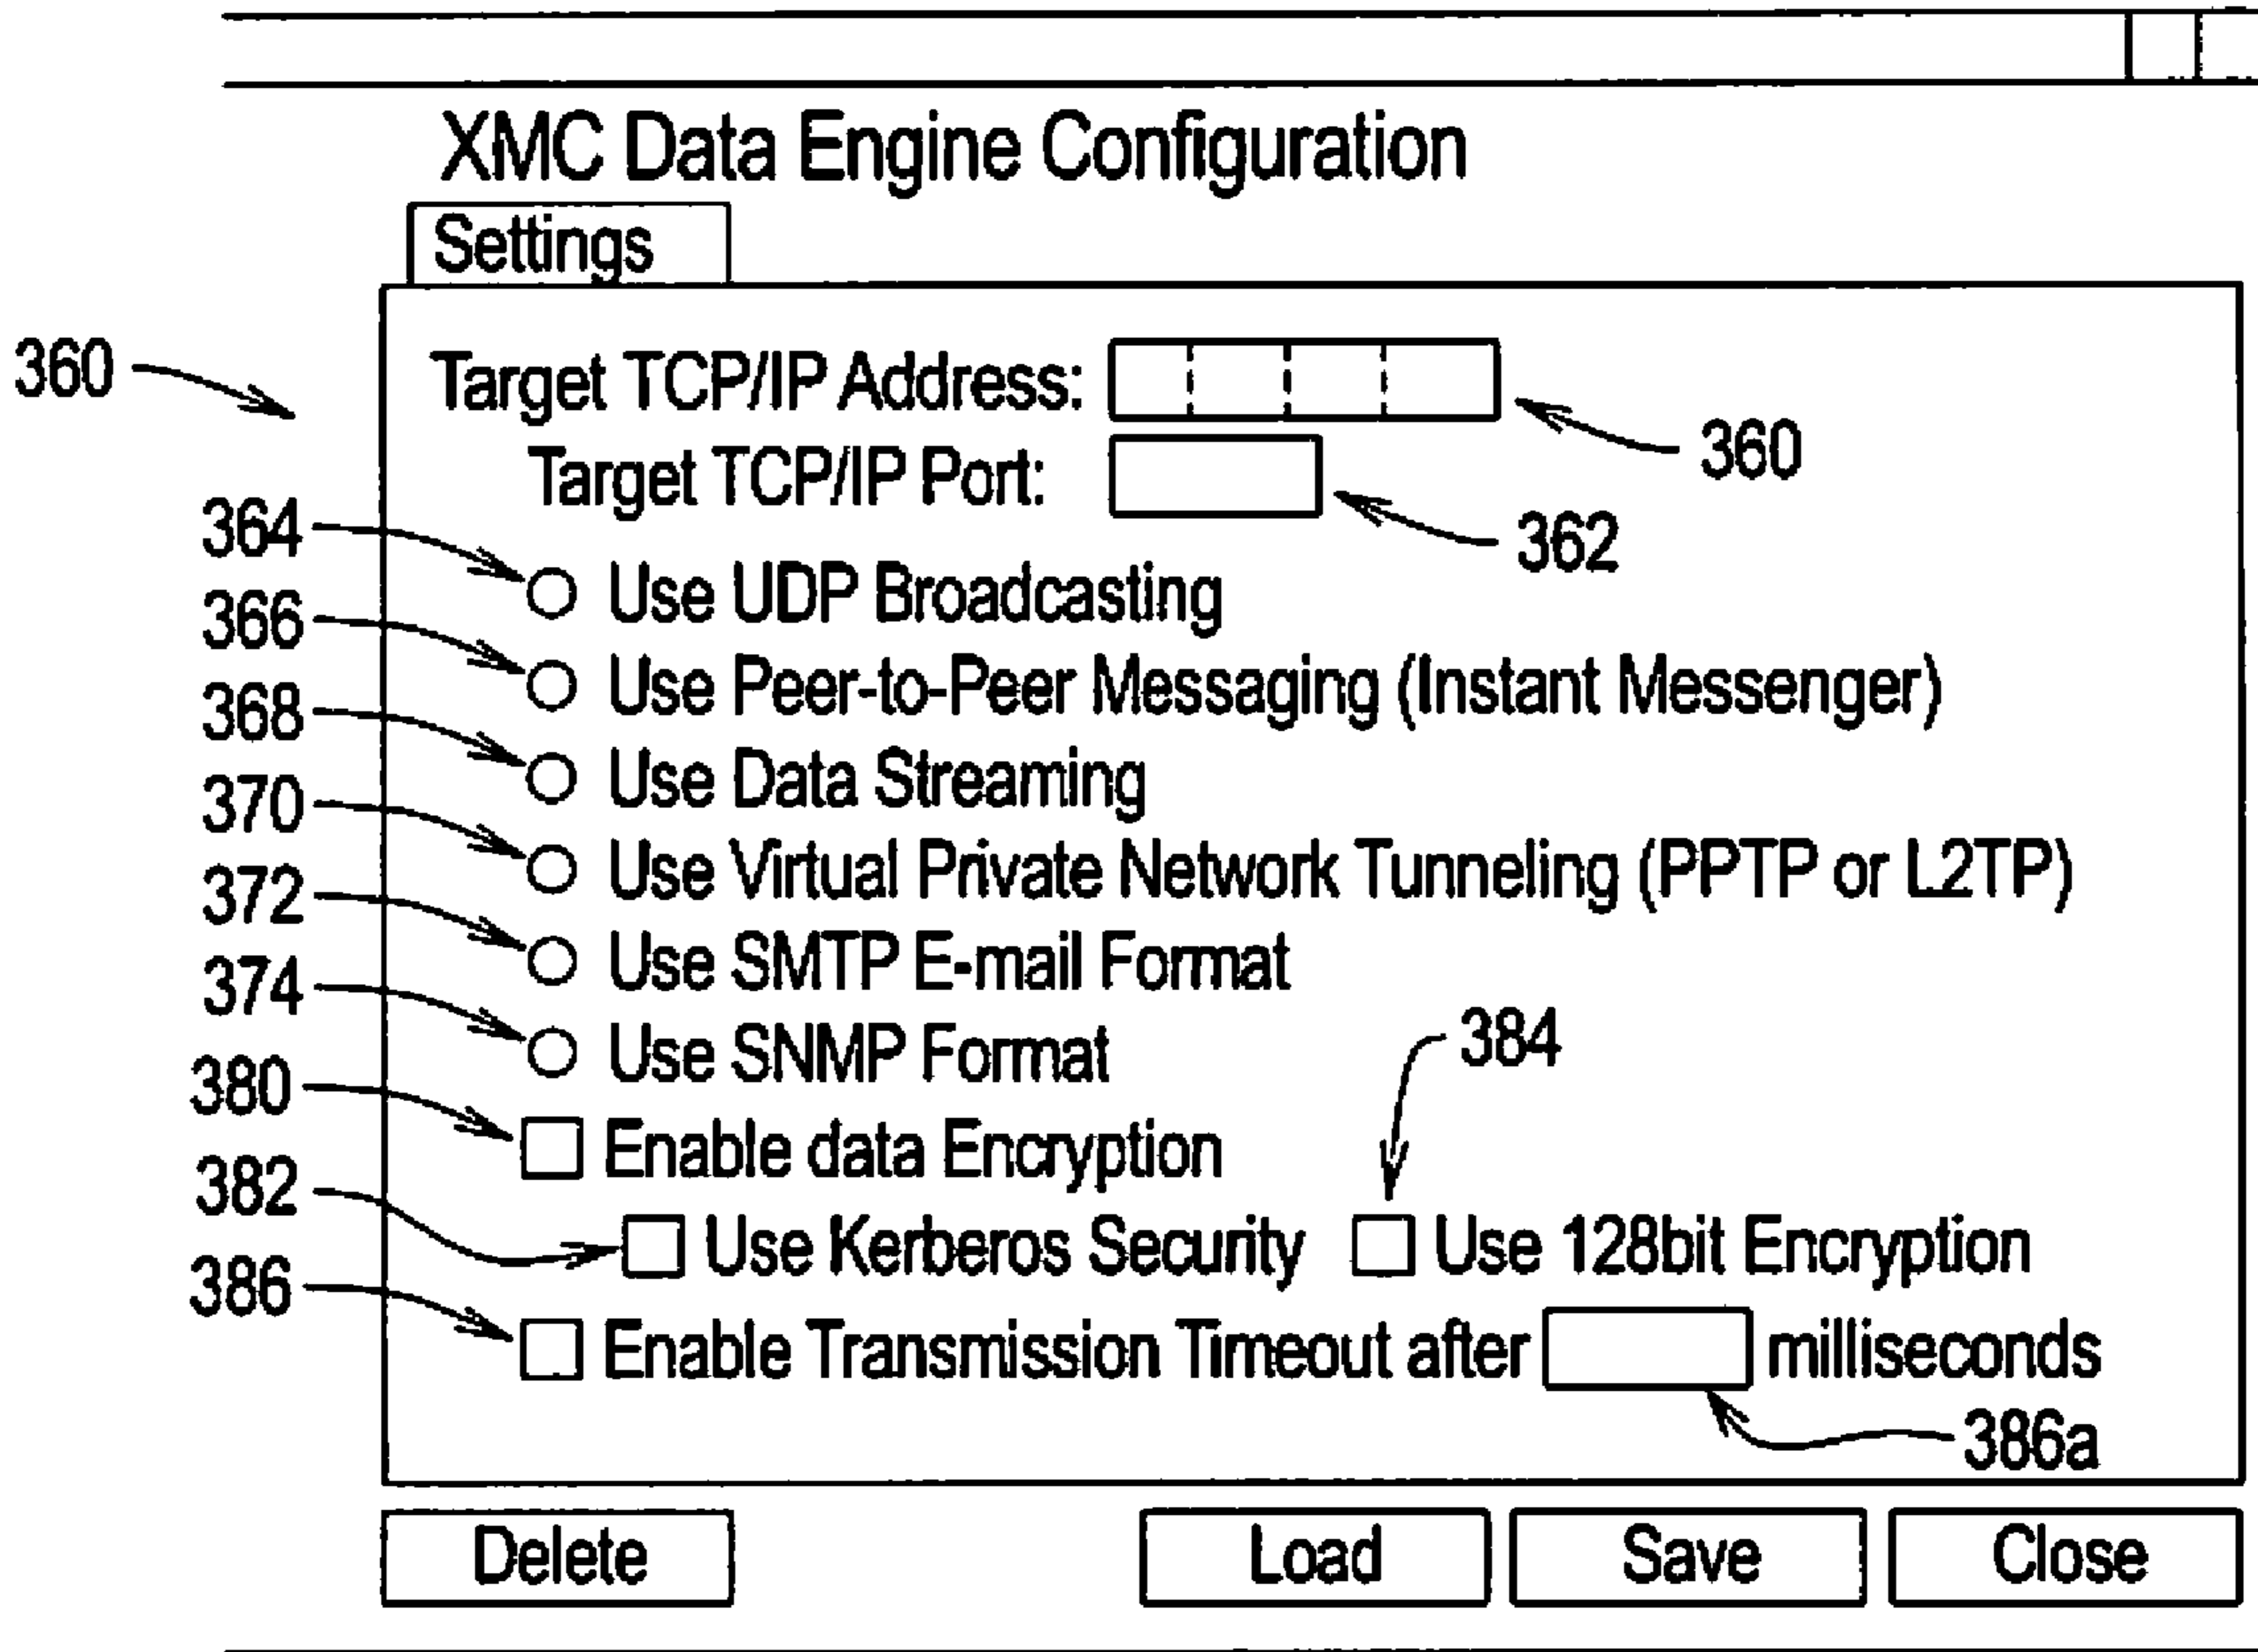 XMC Data Engine Configuration
Settings
360
Target TCP/IP Address:
360
Target TCP/IP Port:
362
364
Use UDP Broadcasting
366
Use Peer-to-Peer Messaging (Instant Messenger)
368
Use Data Streaming
370
Use Virtual Private Network Tunneling (PPTP or L2TP)
372
Use SMTP E-mail Format
374
Use SNMP Format
384
380
Enable data Encryption
382
Use Kerberos Security
Use 128bit Encryption
386
Enable Transmission Timeout after
milliseconds
386a
Delete
Load
Save
Close